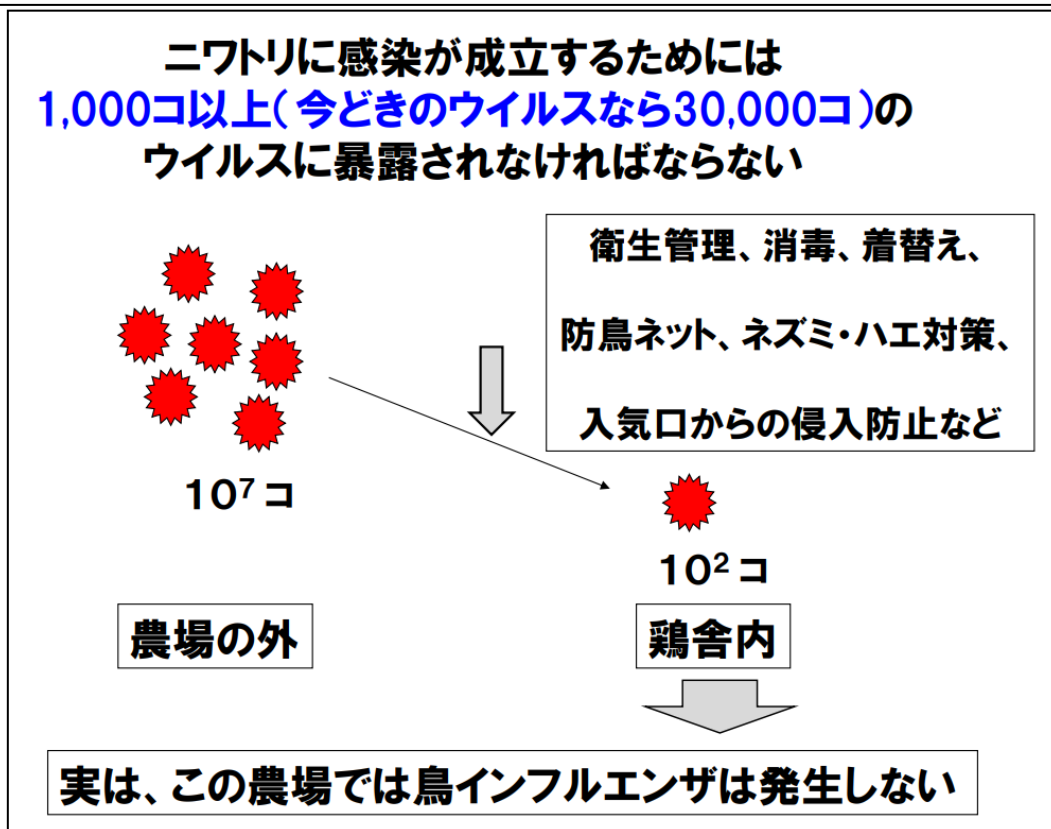 ニワトリに感染が成立するためには
1,000コ以上(今どきのウイルスなら30,000コ)の
ウイルスに暴露されなければならない
衛生管理、消毒、着替え、
防鳥ネット、ネズミ・ハエ対策、
入気口からの侵入防止など
10⁷ コ
10² コ
農場の外
鶏舎内
実は、この農場では鳥インフルエンザは発生しない